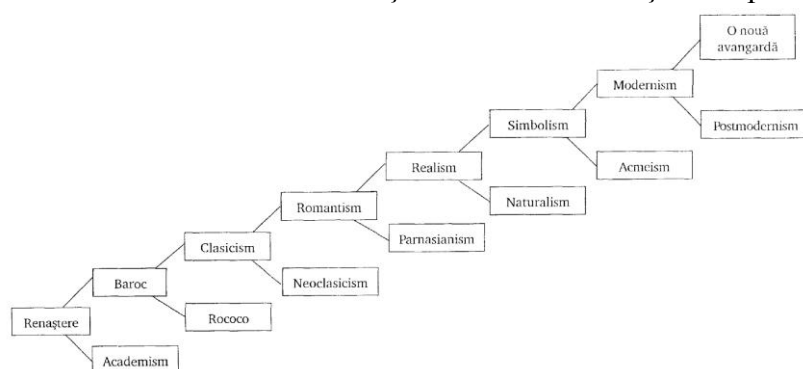 O nouă
avangardă
Modernism
Simbolism
Postmodernism
Realism
Acmeism
Romantism
Naturalism
Clasicism
Parnasianism
Baroc
Neoclasicism
Renaștere
Rococo
Academism